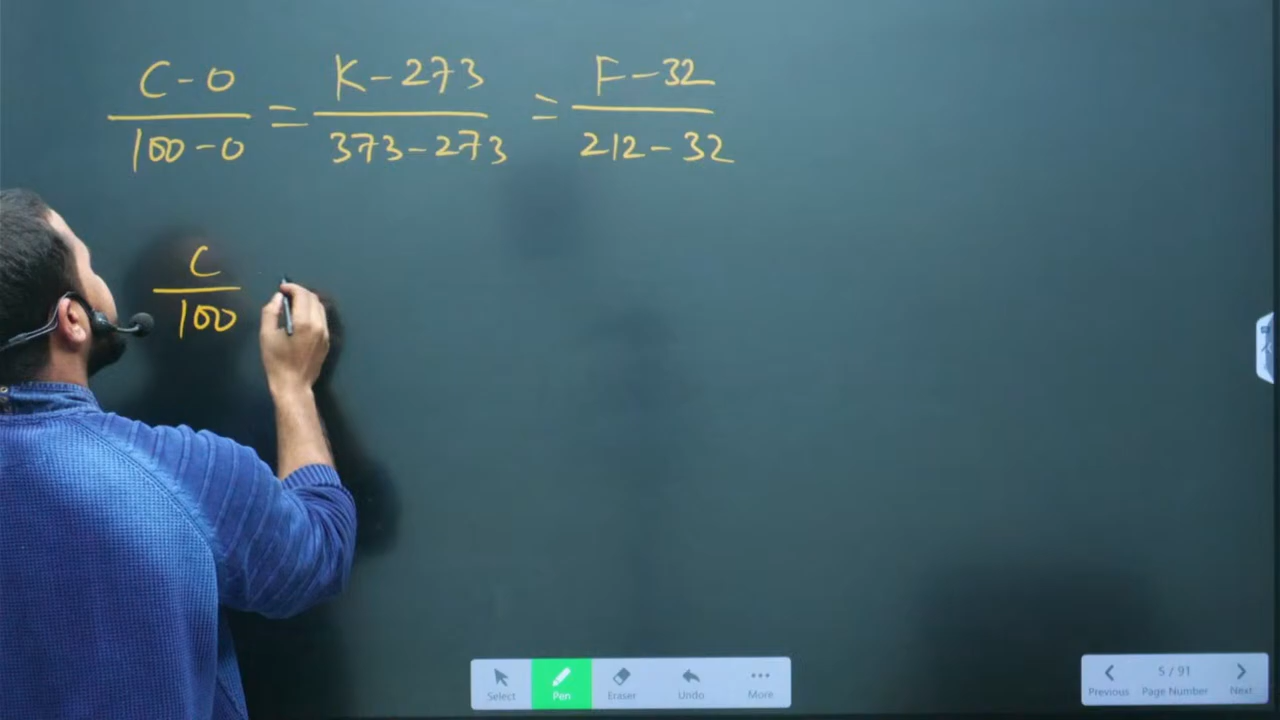 C-0 = K-273 = F-32
100-0 373-273 212-32
C
100
Select Pen Eraser Undo More
5 / 91
Previous Page Number Next